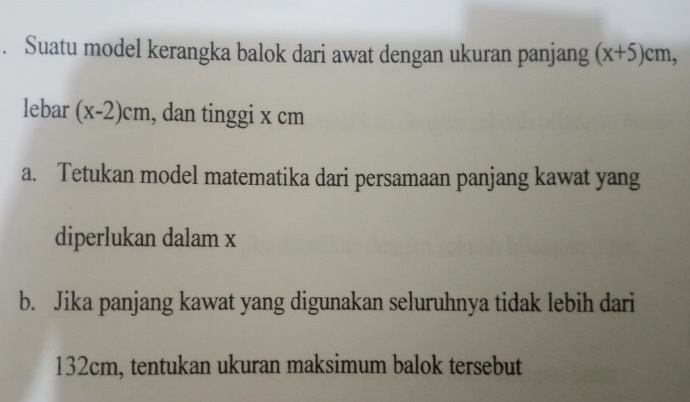 . Suatu model kerangka balok dari awat dengan ukuran panjang (x+5)cm,
lebar (x-2)cm, dan tinggi x cm
a. Tetukan model matematika dari persamaan panjang kawat yang
diperlukan dalam x
b. Jika panjang kawat yang digunakan seluruhnya tidak lebih dari
132cm, tentukan ukuran maksimum balok tersebut